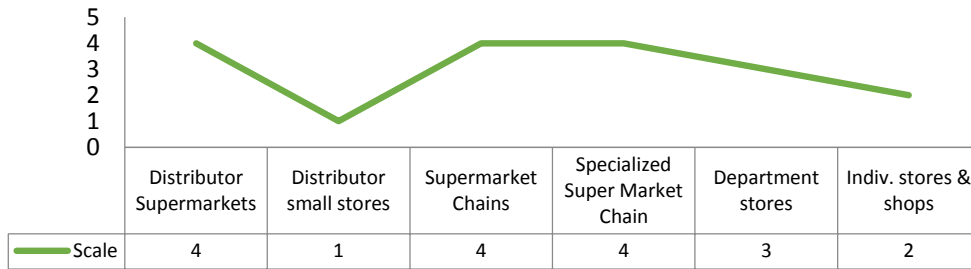 5
4
3
2
1
0
Distributor
Supermarkets
Distributor
small stores
Supermarket
Chains
Specialized
Super Market
Chain
Department
stores
Indiv. stores &
shops
Scale 4 1 4 4 3 2